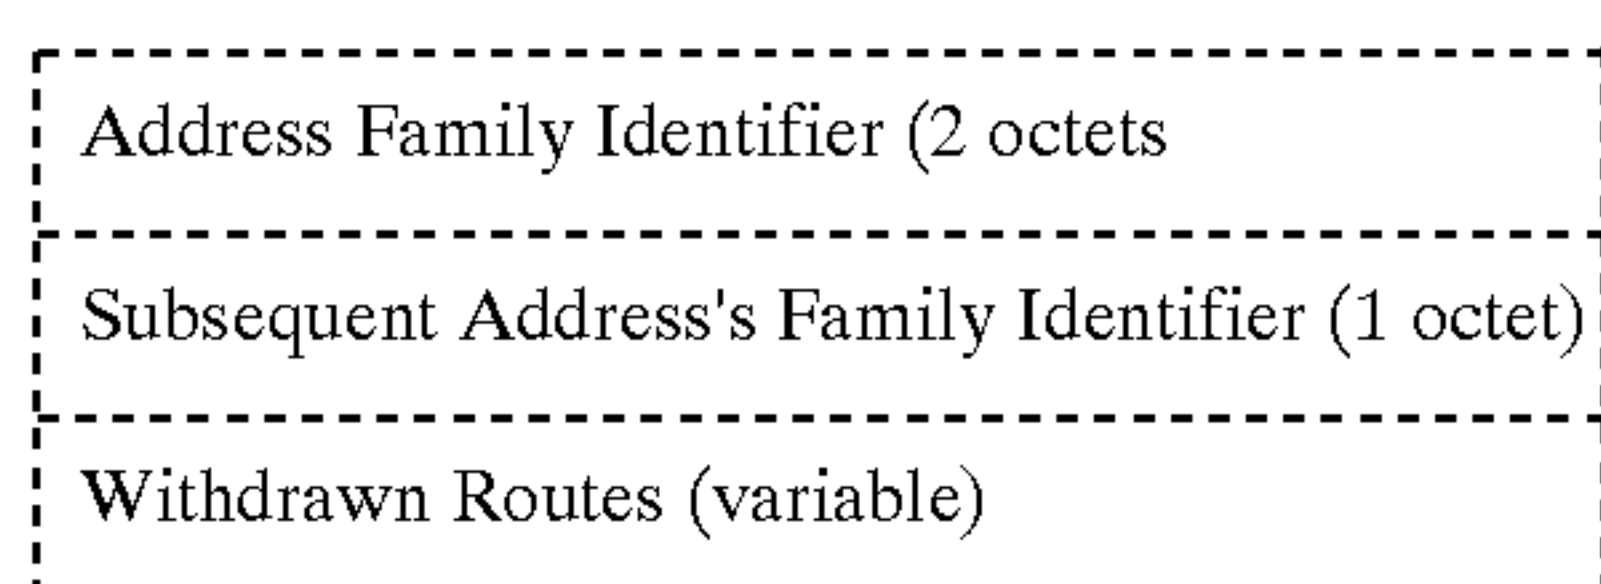 Address Family Identifier (2 octets
Subsequent Address's Family Identifier (1 octet)
Withdrawn Routes (variable)